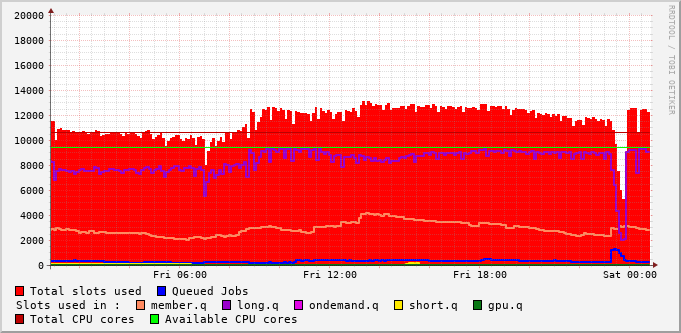 20000
18000
16000
14000
12000
10000
8000
6000
4000
2000
0
Fri 06:00 Fri 12:00 Fri 18:00 Sat 00:00
RRDTOOL / TOBI OETIKER
Total slots used Queued Jobs
Slots used in : member.q long.q ondemand.q short.q gpu.q
Total CPU cores Available CPU cores